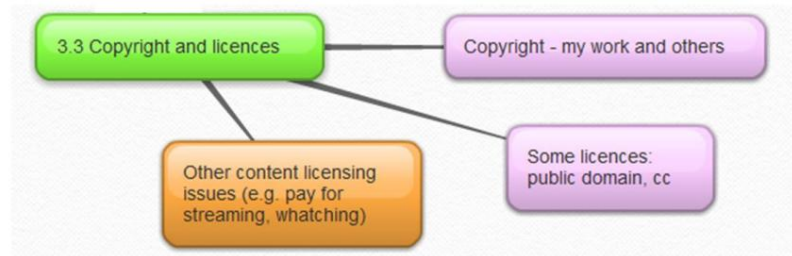 3.3 Copyright and licences
Copyright - my work and others
Some licences:
public domain, cc
Other content licensing
issues (e.g. pay for
streaming, whatching)